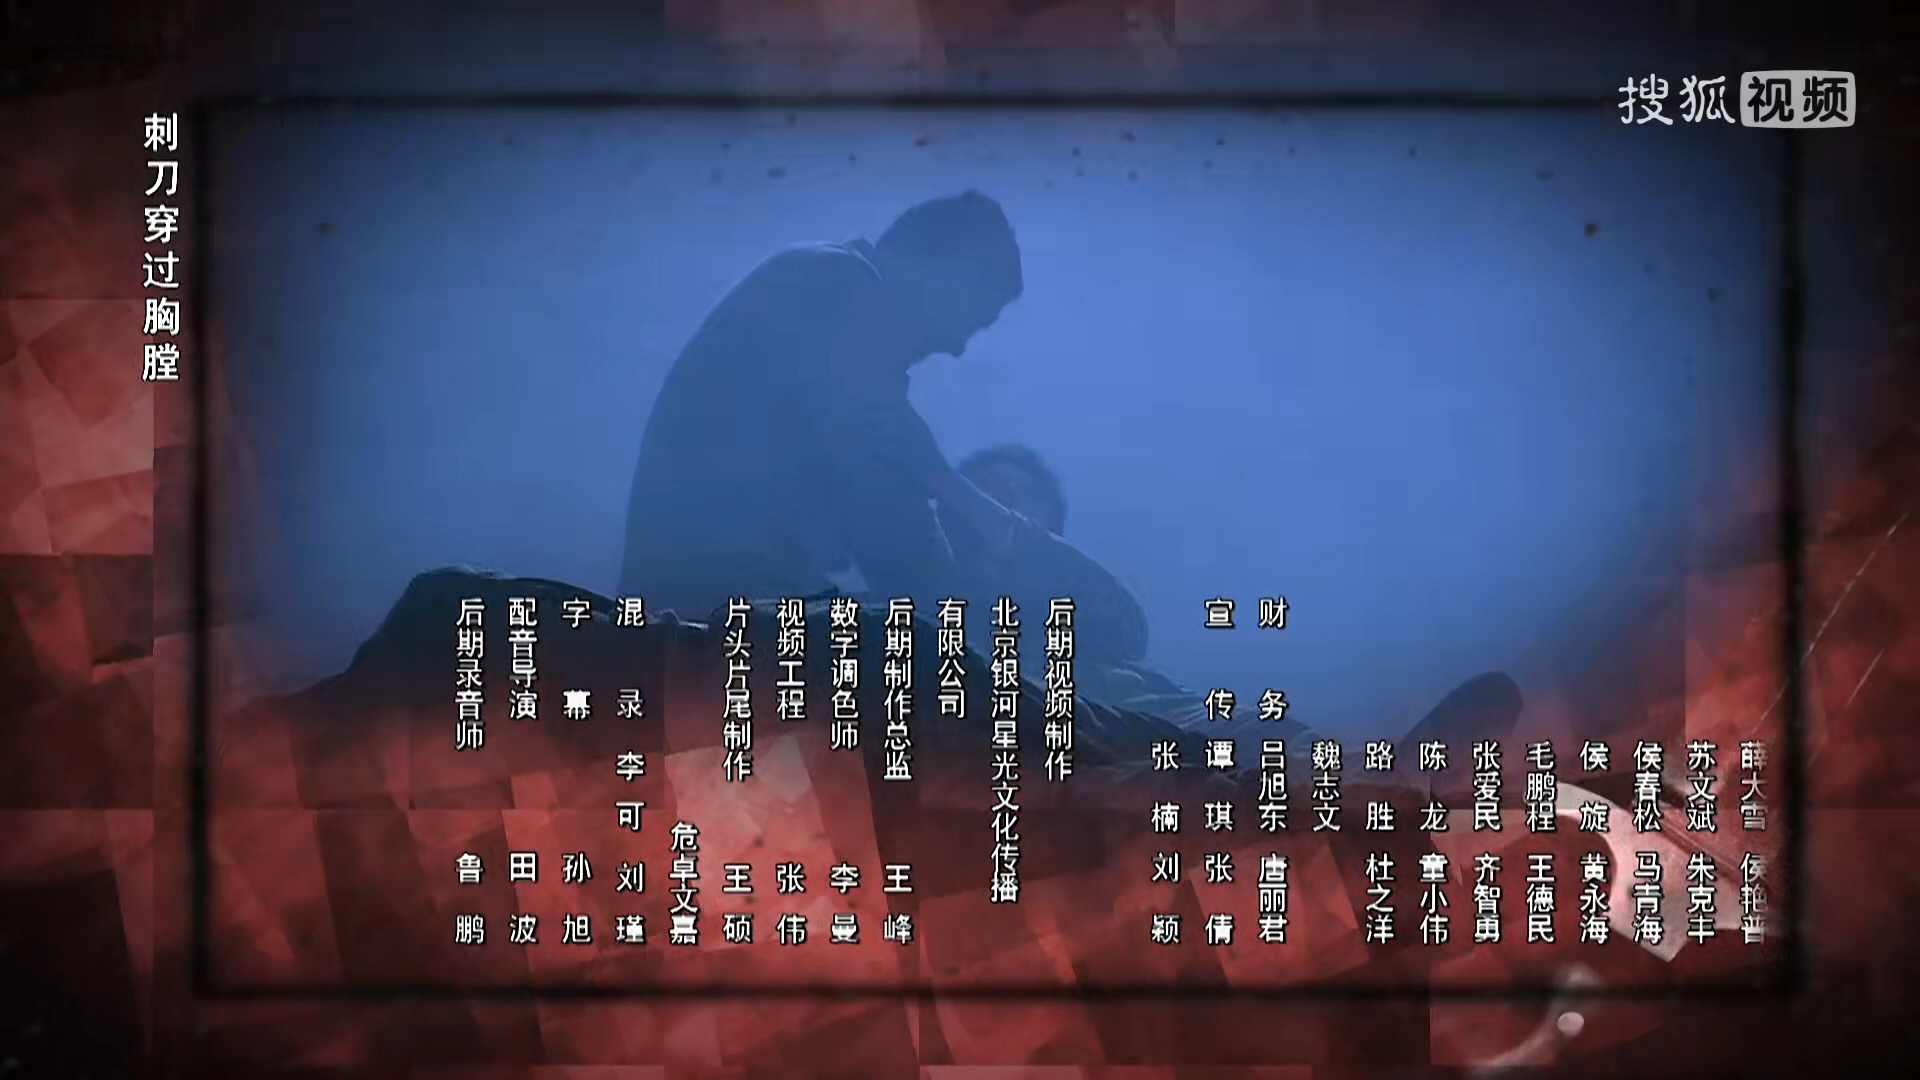 搜狐视频
薛大雪 侯艳普
苏文斌 朱克丰
侯春松 马青海
侯旋 黄永海
毛鹏程 王德民
张爱民 齐智勇
陈龙 童小伟
路胜 杜之洋
魏志文
财务 吕旭东 唐丽君
宣传 谭琪 张倩
张楠 刘颖
后期视频制作
北京银河星光文化传播
有限公司
后期制作总监 王峰
数字调色师 李曼
视频工程 张伟
片头片尾制作 王硕
危卓文嘉
混录 李可 刘瑾
字幕 孙旭
配音导演 田波
后期录音师 鲁鹏
刺刀穿过胸膛